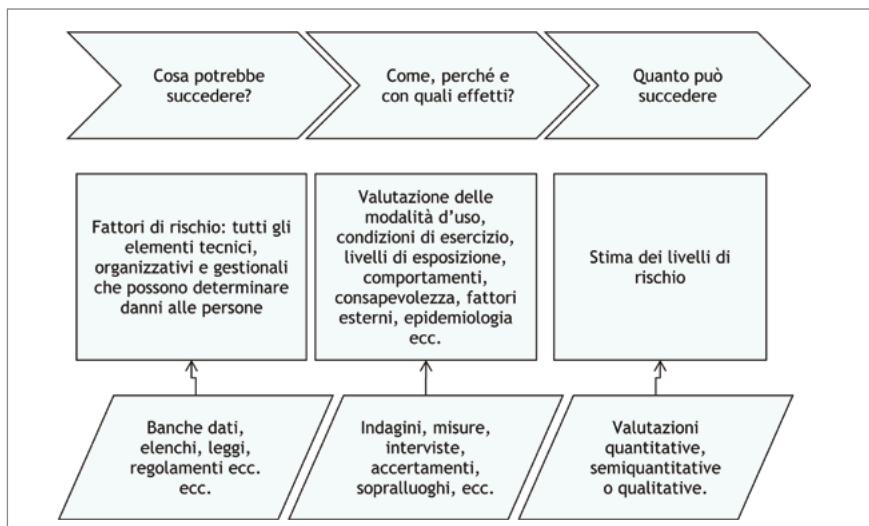 Cosa potrebbe
succedere?
Come, perché e
con quali effetti?
Quanto può
succedere
Fattori di rischio: tutti gli
elementi tecnici,
organizzativi e gestionali
che possono determinare
danni alle persone
Valutazione delle
modalità d'uso,
condizioni di esercizio,
livelli di esposizione,
comportamenti,
consapevolezza, fattori
esterni, epidemiologia
ecc.
Stima dei livelli di
rischio
Banche dati,
elenchi, leggi,
regolamenti ecc.
ecc.
Indagini, misure,
interviste,
accertamenti,
sopralluoghi, ecc.
Valutazioni
quantitative,
semiquantitative
o qualitative.